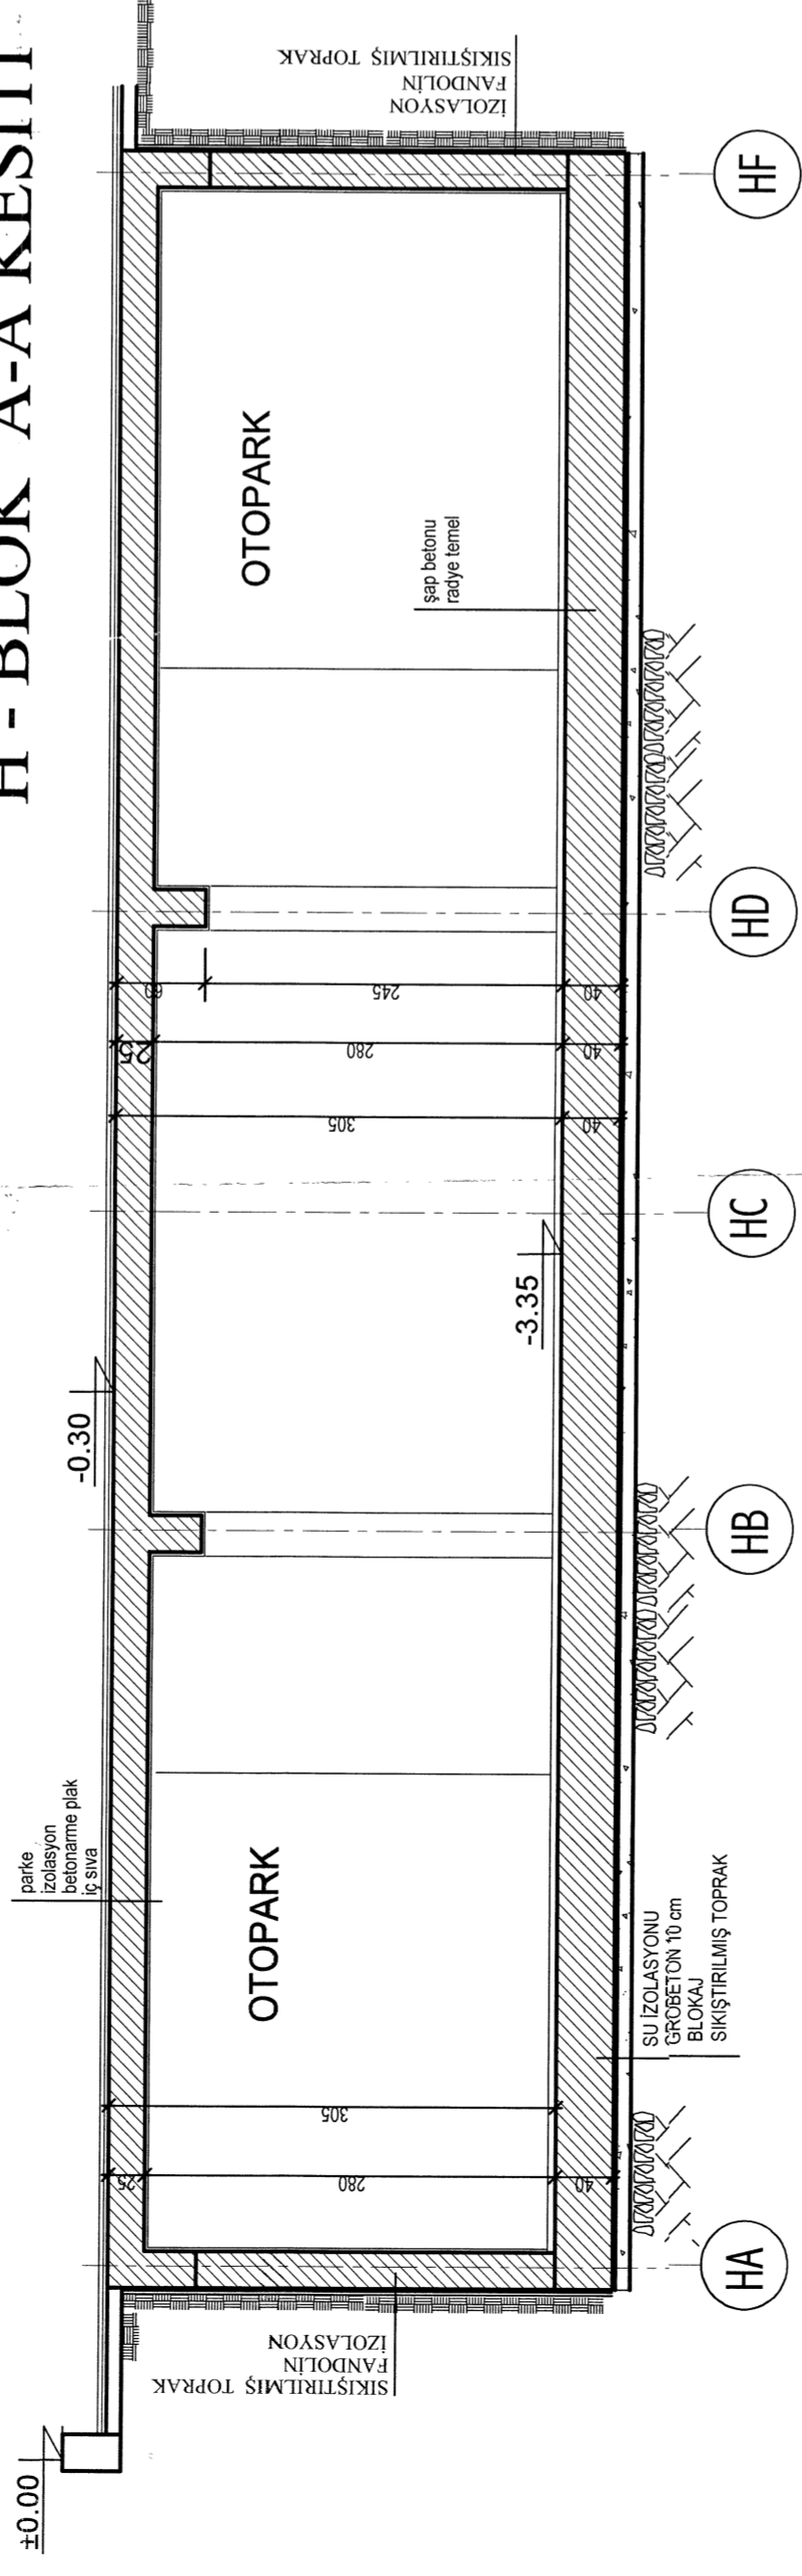 H - BLOK A-A KESİTİ
±0.00
-0.30
parke
izolasyon
betonarme plak
iç sıva
OTOPARK
OTOPARK
şap betonu
radye temel
-3.35
25
280
40
305
305
40
25
280
40
60
245
40
SIKIŞTIRILMIŞ TOPRAK
FANDOLİN
İZOLASYON
SIKIŞTIRILMIŞ TOPRAK
FANDOLİN
İZOLASYON
SU İZOLASYONU
GROBETON 10 cm
BLOKAJ
SIKIŞTIRILMIŞ TOPRAK
HA
HB
HC
HD
HF